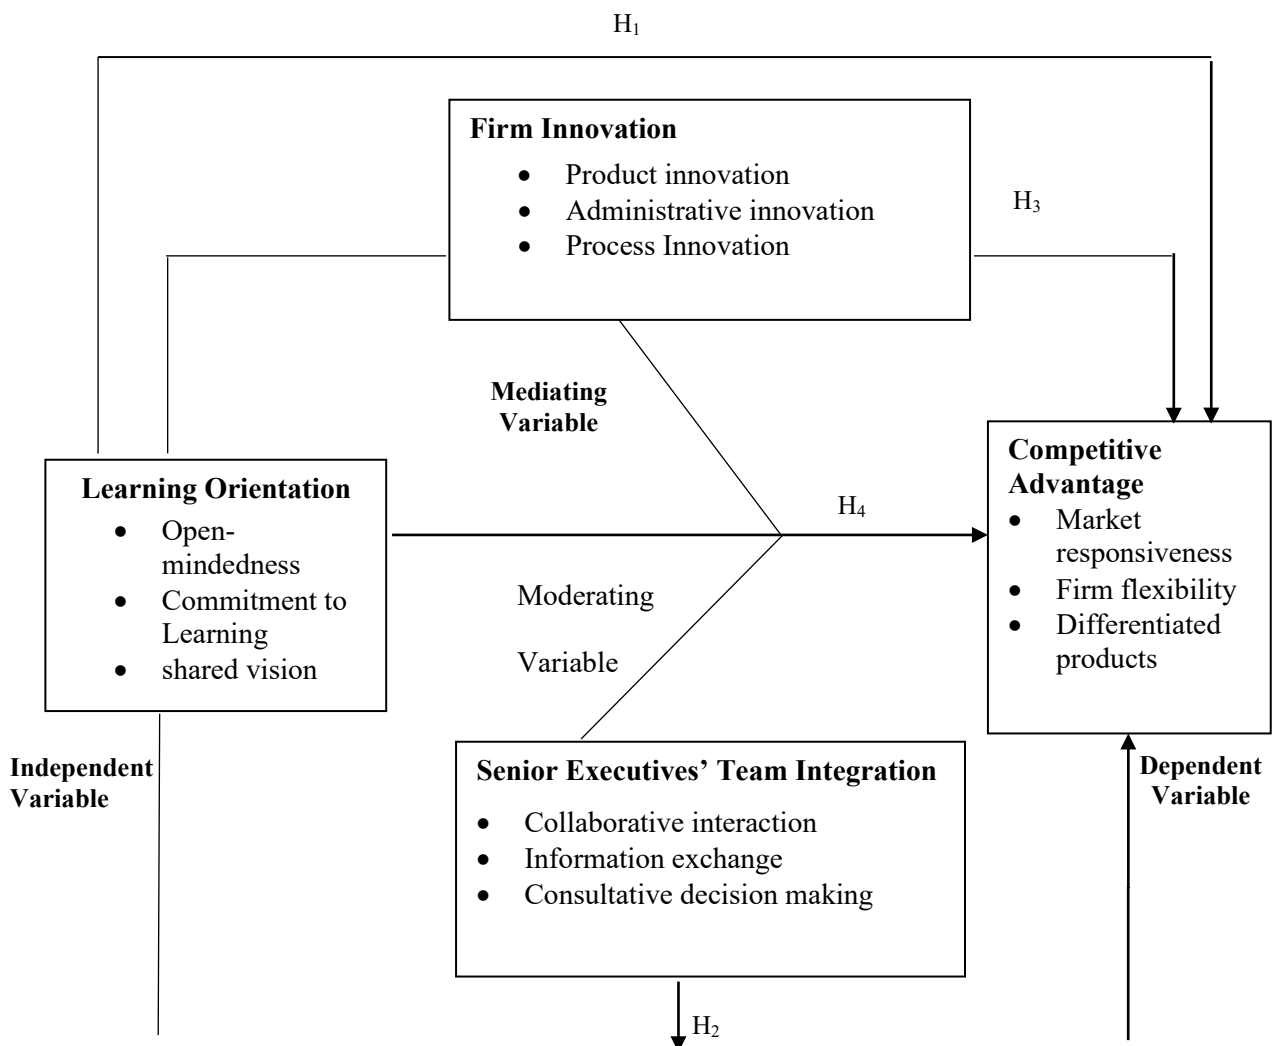 H₁
Firm Innovation
• Product innovation
• Administrative innovation
• Process Innovation
H₃
Mediating
Variable
Learning Orientation
• Open-
mindedness
• Commitment to
Learning
• shared vision
H₄
Competitive
Advantage
• Market
responsiveness
• Firm flexibility
• Differentiated
products
Moderating
Variable
Independent
Variable
Senior Executives’ Team Integration
• Collaborative interaction
• Information exchange
• Consultative decision making
Dependent
Variable
H₂